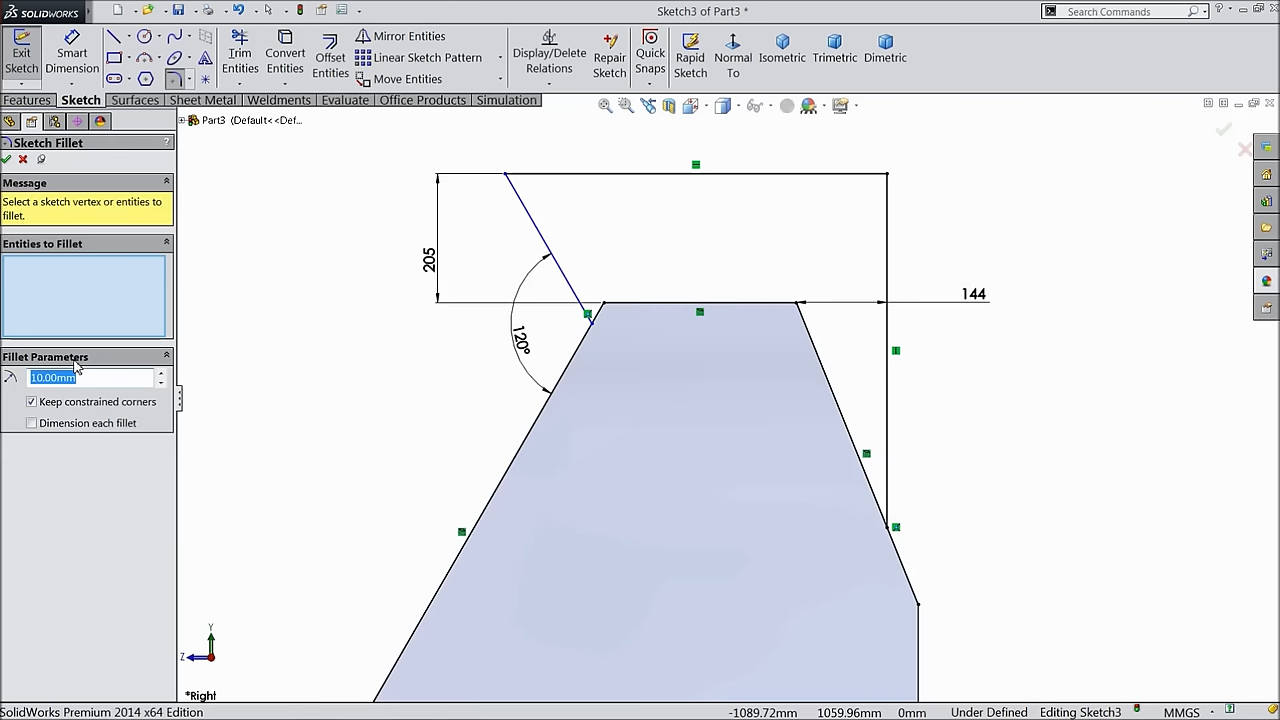 SOLIDWORKS
Sketch3 of Part3 *
Search Commands
Exit Sketch
Smart Dimension
Trim Entities
Convert Entities
Offset Entities
Mirror Entities
Linear Sketch Pattern
Move Entities
Display/Delete Relations
Repair Sketch
Quick Snaps
Rapid Sketch
Normal To
Isometric
Trimetric
Dimetric
Features
Sketch
Surfaces
Sheet Metal
Weldments
Evaluate
Office Products
Simulation
Part3 (Default<<Def...
Sketch Fillet
?
Message
Select a sketch vertex or entities to
fillet.
Entities to Fillet
Fillet Parameters
10.00mm
Keep constrained corners
Dimension each fillet
205
120°
144
Y
Z
*Right
SolidWorks Premium 2014 x64 Edition
-1089.72mm
1059.96mm
0mm
Under Defined
Editing Sketch3
MMGS